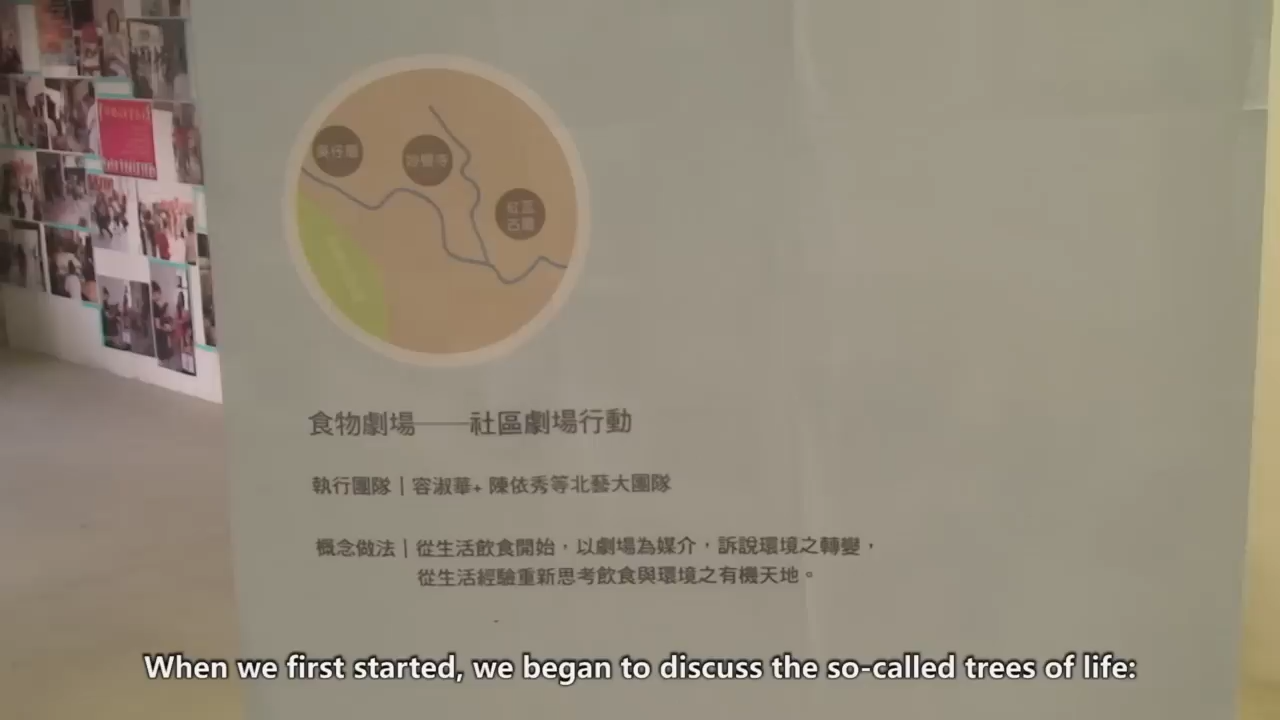 食物劇場──社區劇場行動
執行團隊｜容淑華+ 陳依秀等北藝大團隊
概念做法｜從生活飲食開始，以劇場為媒介，訴說環境之轉變，
從生活經驗重新思考飲食與環境之有機天地。
When we first started, we began to discuss the so-called trees of life: